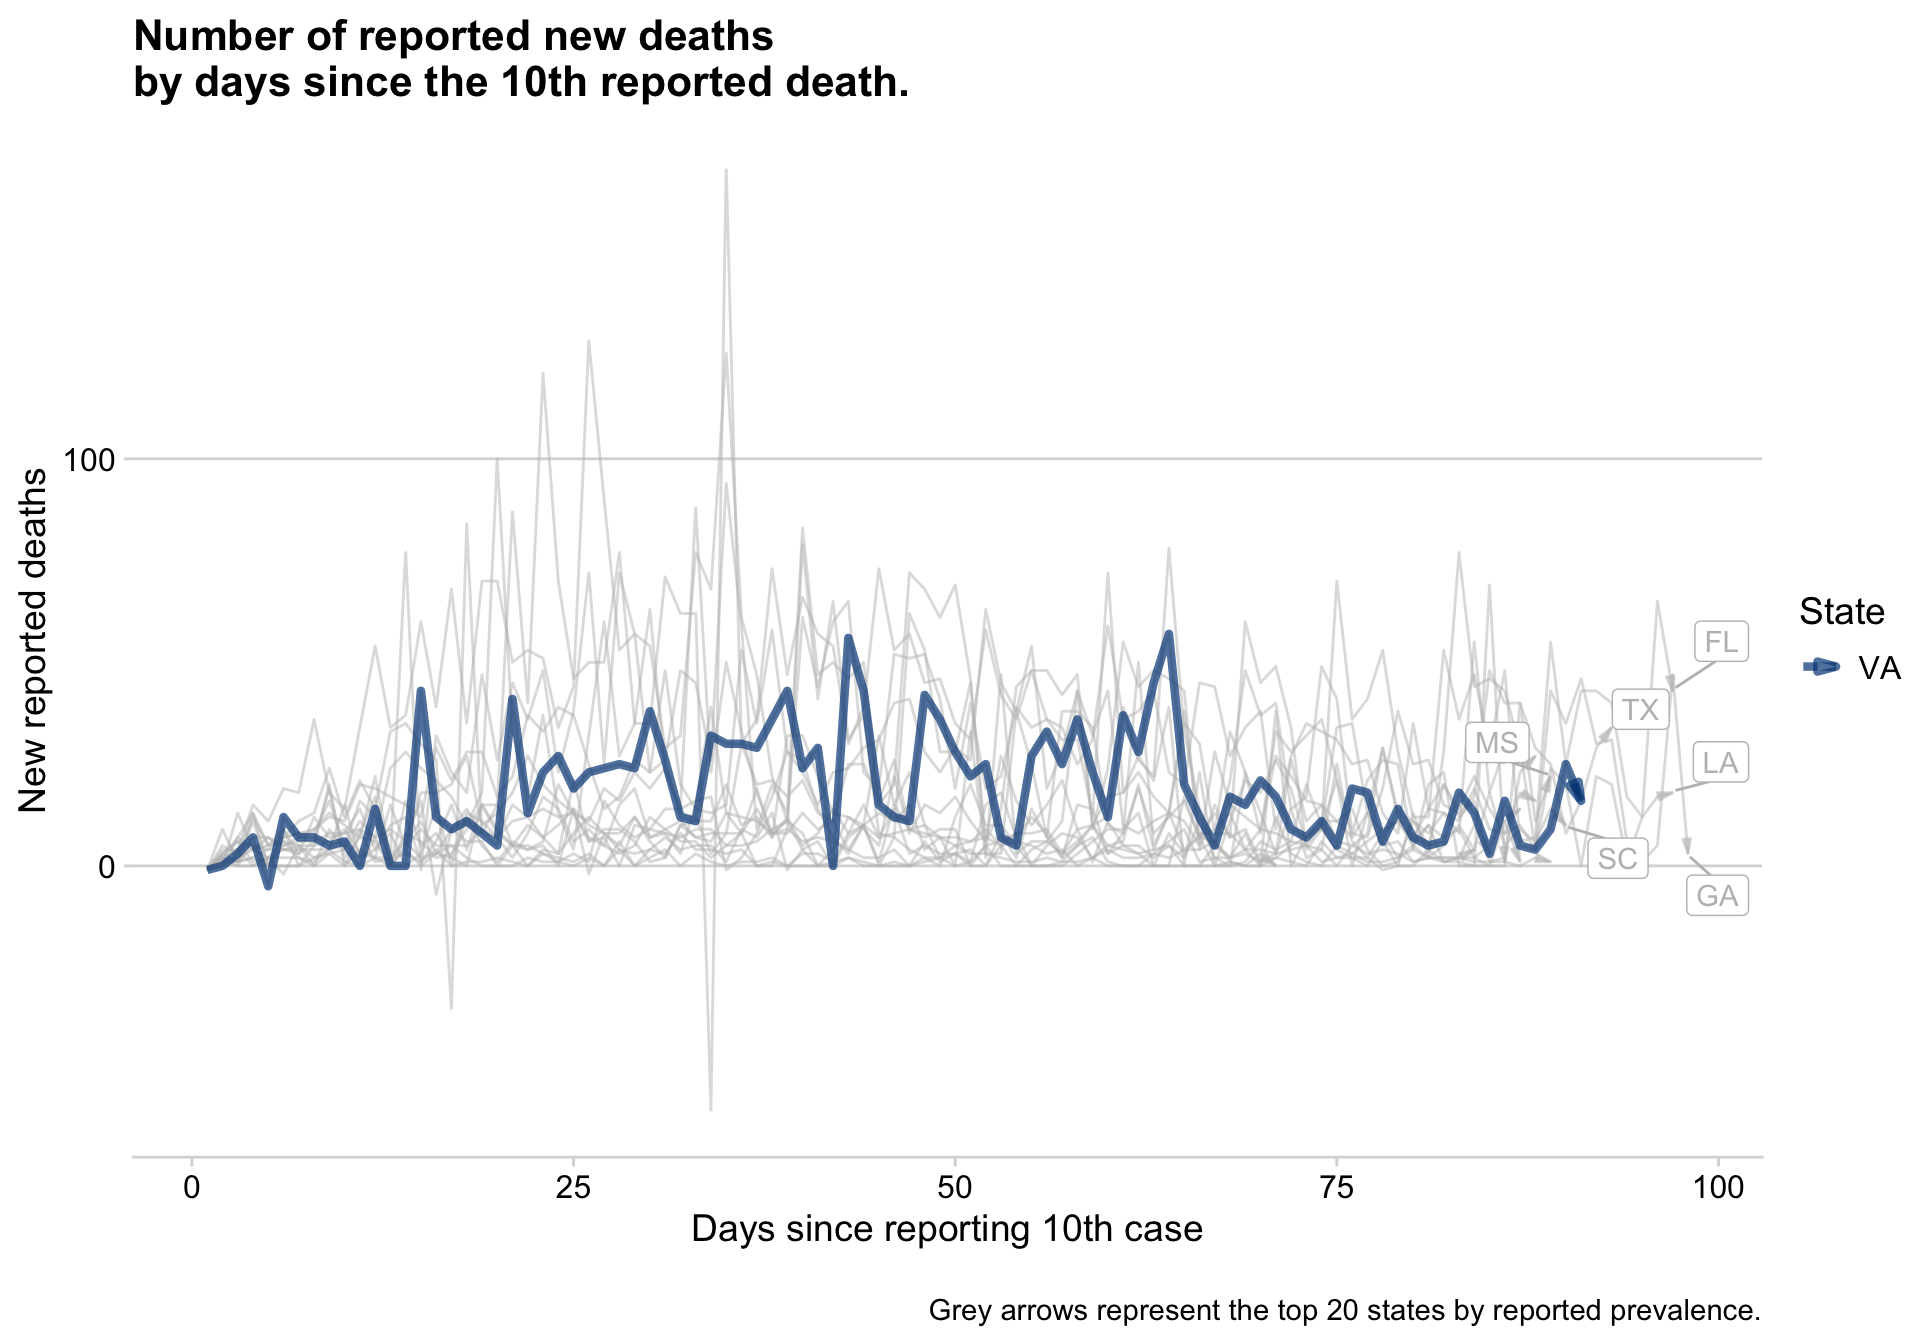 Number of reported new deaths
by days since the 10th reported death.
New reported deaths
100
0
FL
TX
MS
LA
SC
GA
State
VA
0 25 50 75 100
Days since reporting 10th case
Grey arrows represent the top 20 states by reported prevalence.